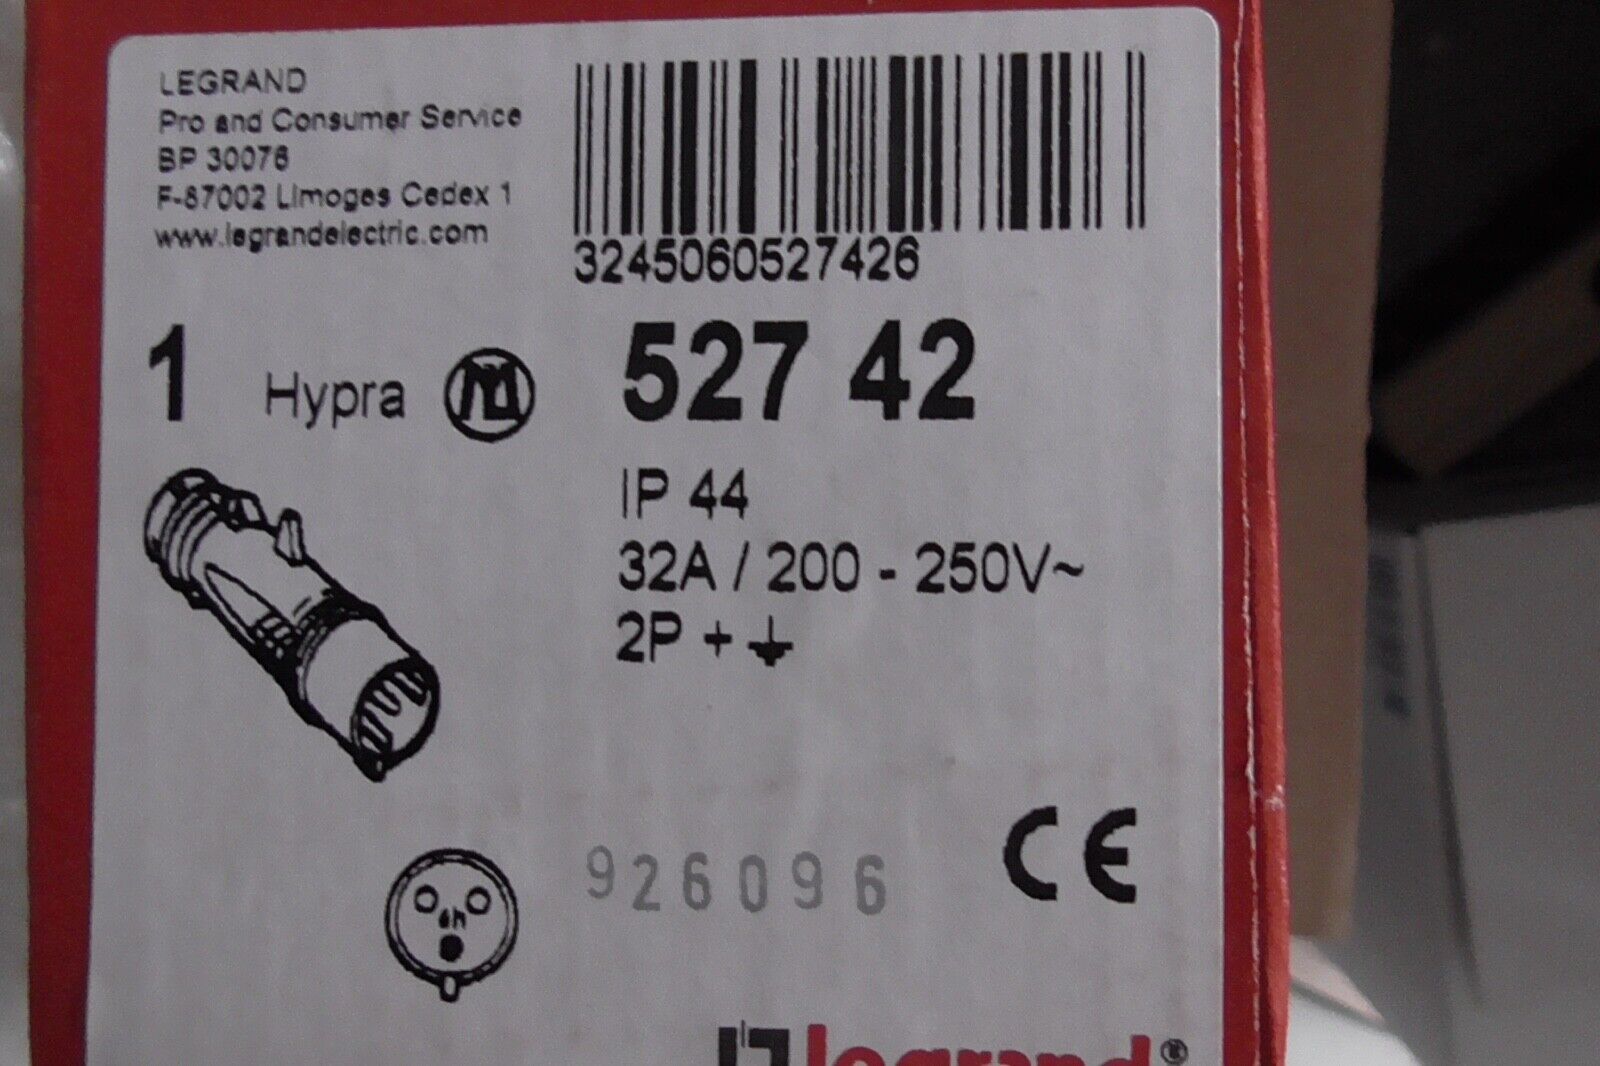 LEGRAND
Pro and Consumer Service
BP 30076
F-87002 Limoges Cedex 1
www.legrandelectric.com
3245060527426
1 Hypra 527 42
IP 44
32A / 200 - 250V~
2P + ⏚
6h
926096
CE
legrand®